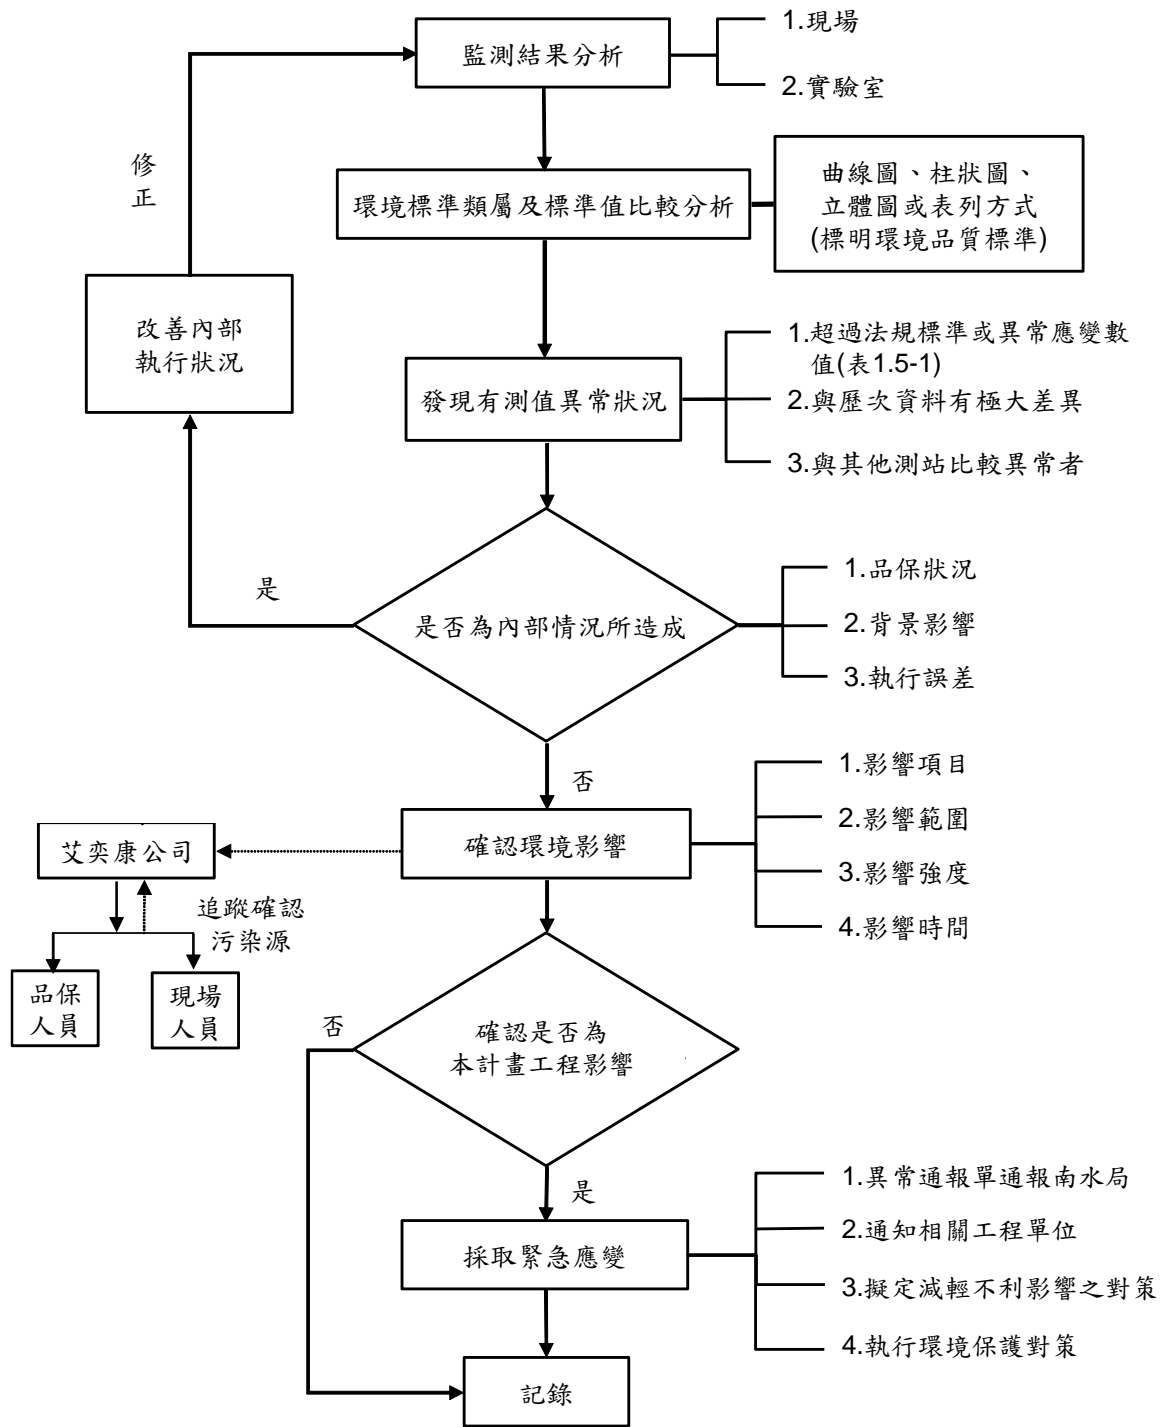 監測結果分析
1.現場
2.實驗室
修
正
環境標準類屬及標準值比較分析
曲線圖、柱狀圖、
立體圖或表列方式
(標明環境品質標準)
改善內部
執行狀況
發現有測值異常狀況
1.超過法規標準或異常應變數
值(表1.5-1)
2.與歷次資料有極大差異
3.與其他測站比較異常者
是
是否為內部情況所造成
1.品保狀況
2.背景影響
3.執行誤差
否
確認環境影響
1.影響項目
2.影響範圍
3.影響強度
4.影響時間
艾奕康公司
追蹤確認
污染源
品保
人員
現場
人員
否
確認是否為
本計畫工程影響
是
採取緊急應變
1.異常通報單通報南水局
2.通知相關工程單位
3.擬定減輕不利影響之對策
4.執行環境保護對策
記錄